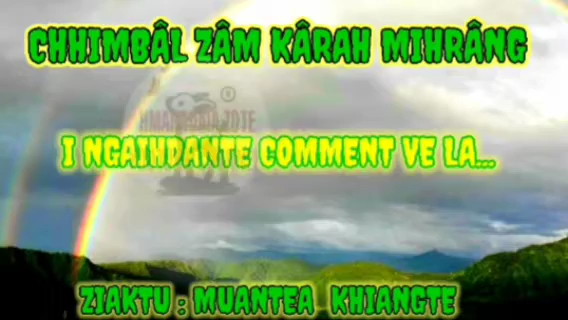 CHHIMBÂL ZÂM KÂRAH MIHRÂNG
I NGAIHDANTE COMMENT VE LA...
ZIAKTU : MUANTEA KHIANGTE